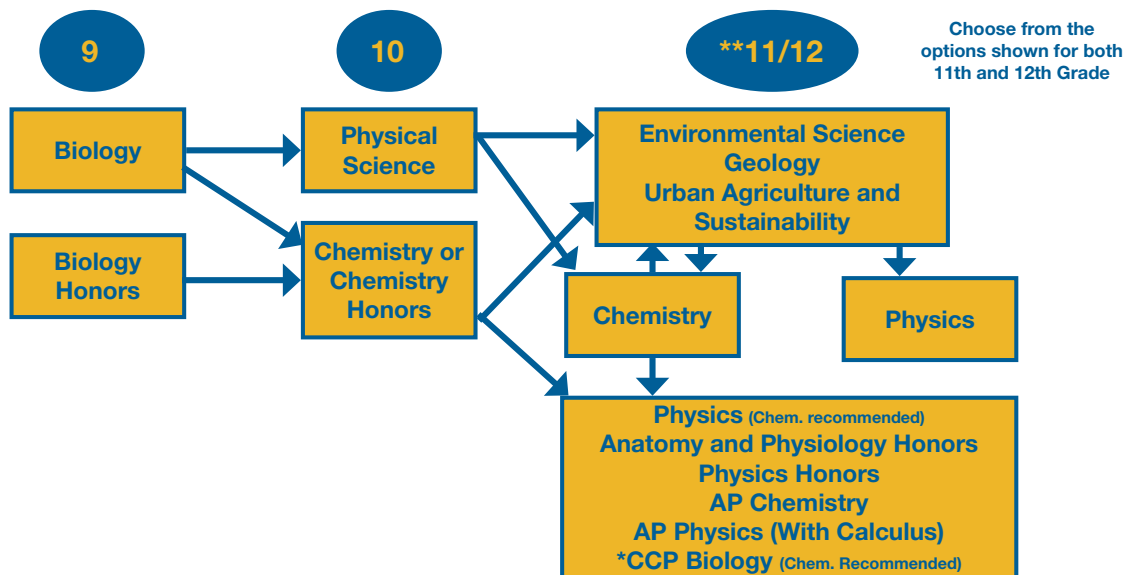 9
10
**11/12
Choose from the
options shown for both
11th and 12th Grade
Biology
Physical
Science
Environmental Science
Geology
Urban Agriculture and
Sustainability
Biology
Honors
Chemistry or
Chemistry
Honors
Chemistry
Physics
Physics (Chem. recommended)
Anatomy and Physiology Honors
Physics Honors
AP Chemistry
AP Physics (With Calculus)
*CCP Biology (Chem. Recommended)